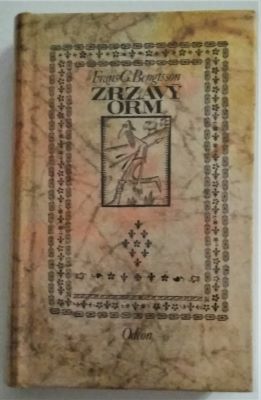 Frans G. Bengtsson
ZRZAVÝ
ORM
Odeon